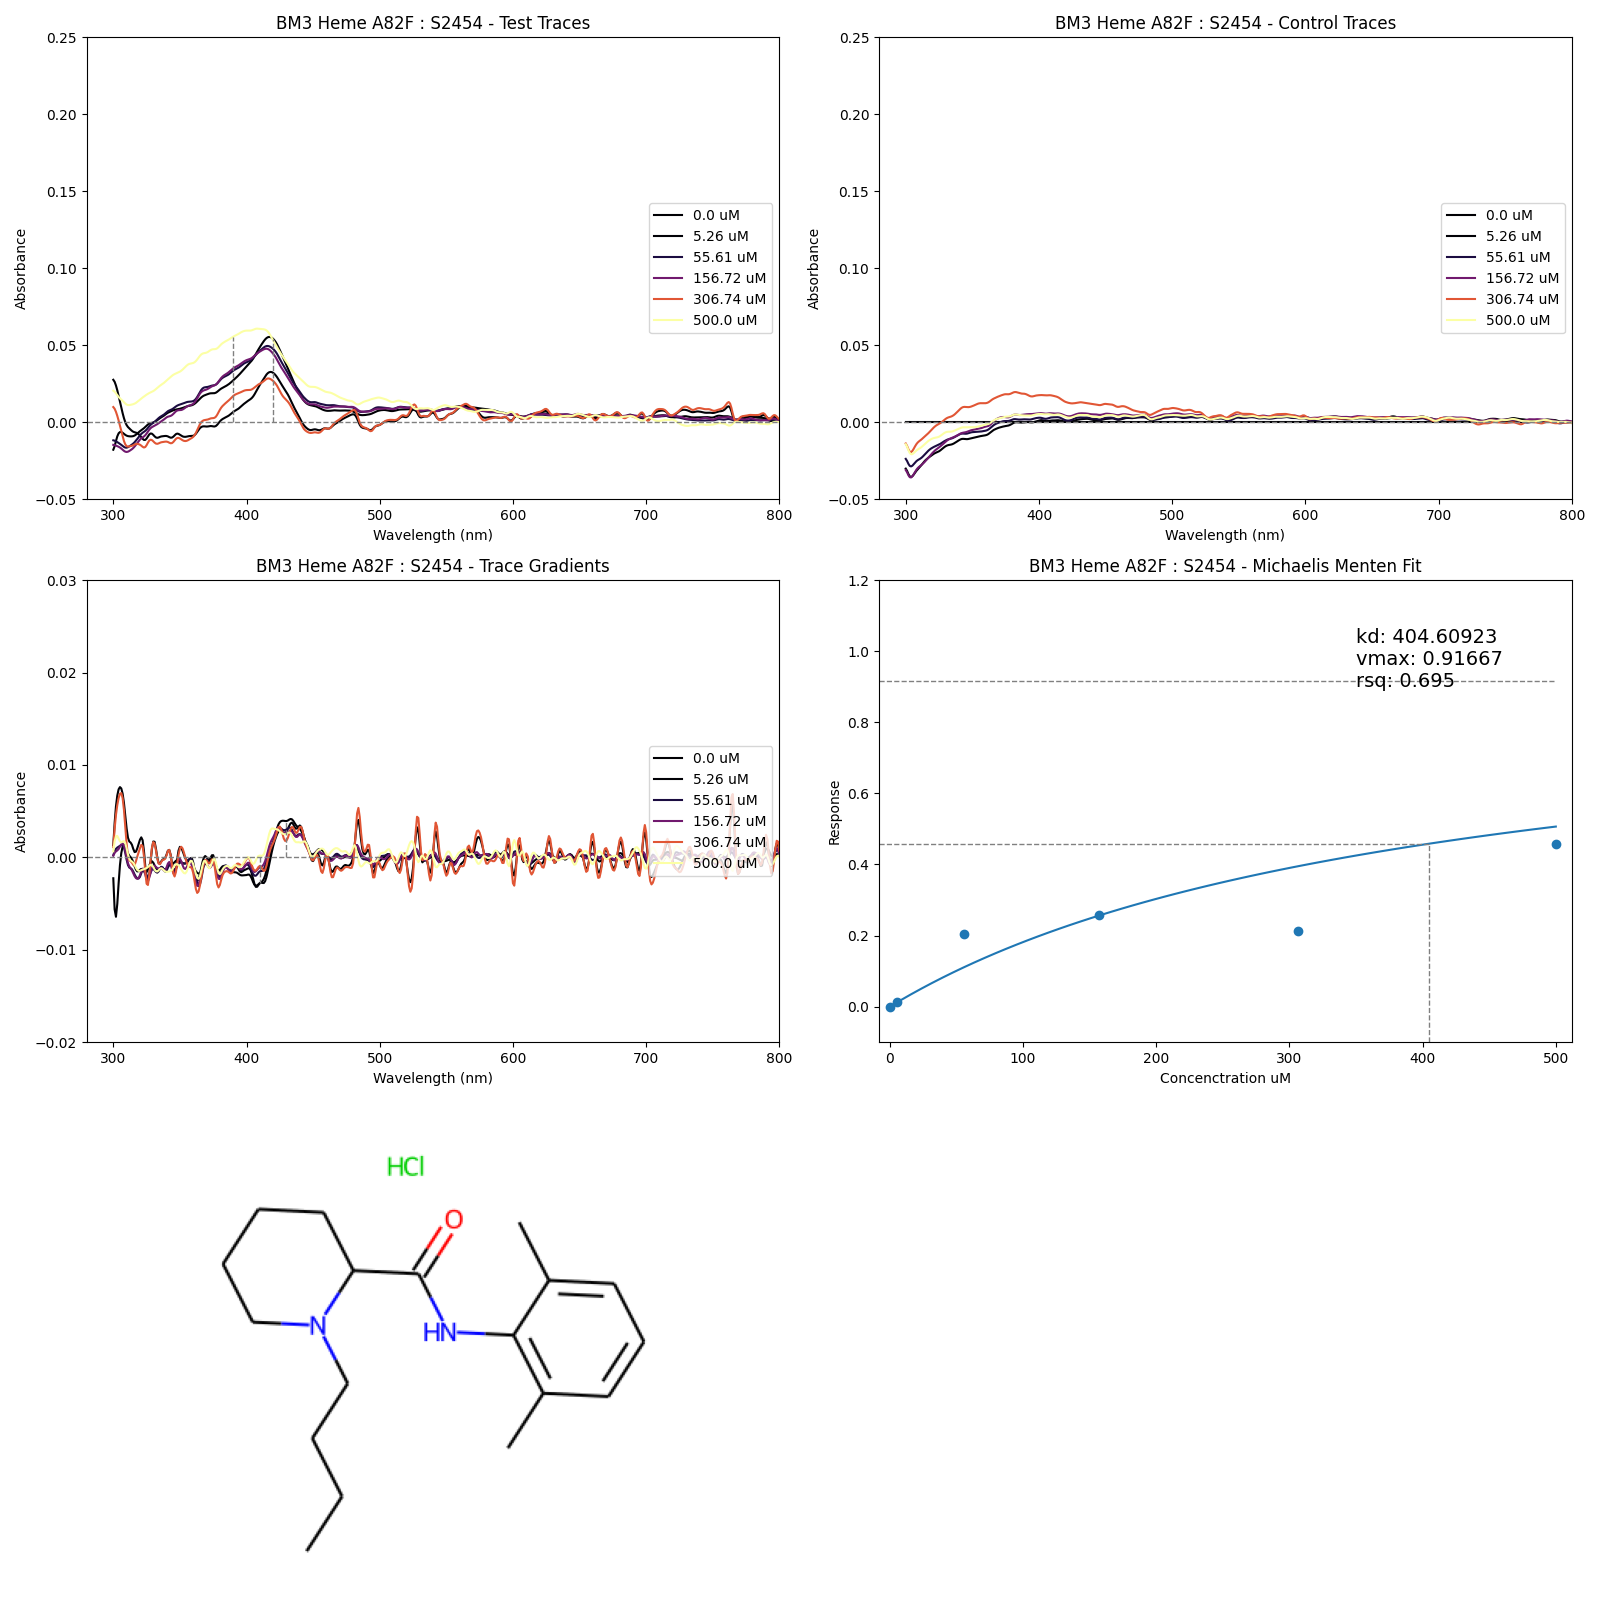 BM3 Heme A82F : S2454 - Test Traces
Absorbance
0.25
0.20
0.15
0.10
0.05
0.00
−0.05
0.0 uM
5.26 uM
55.61 uM
156.72 uM
306.74 uM
500.0 uM
300 400 500 600 700 800
Wavelength (nm)
BM3 Heme A82F : S2454 - Control Traces
Absorbance
0.25
0.20
0.15
0.10
0.05
0.00
−0.05
0.0 uM
5.26 uM
55.61 uM
156.72 uM
306.74 uM
500.0 uM
300 400 500 600 700 800
Wavelength (nm)
BM3 Heme A82F : S2454 - Trace Gradients
Absorbance
0.03
0.02
0.01
0.00
−0.01
−0.02
0.0 uM
5.26 uM
55.61 uM
156.72 uM
306.74 uM
500.0 uM
300 400 500 600 700 800
Wavelength (nm)
BM3 Heme A82F : S2454 - Michaelis Menten Fit
Response
1.2
1.0
0.8
0.6
0.4
0.2
0.0
kd: 404.60923
vmax: 0.91667
rsq: 0.695
0 100 200 300 400 500
Concenctration uM
HCl
O
N
HN